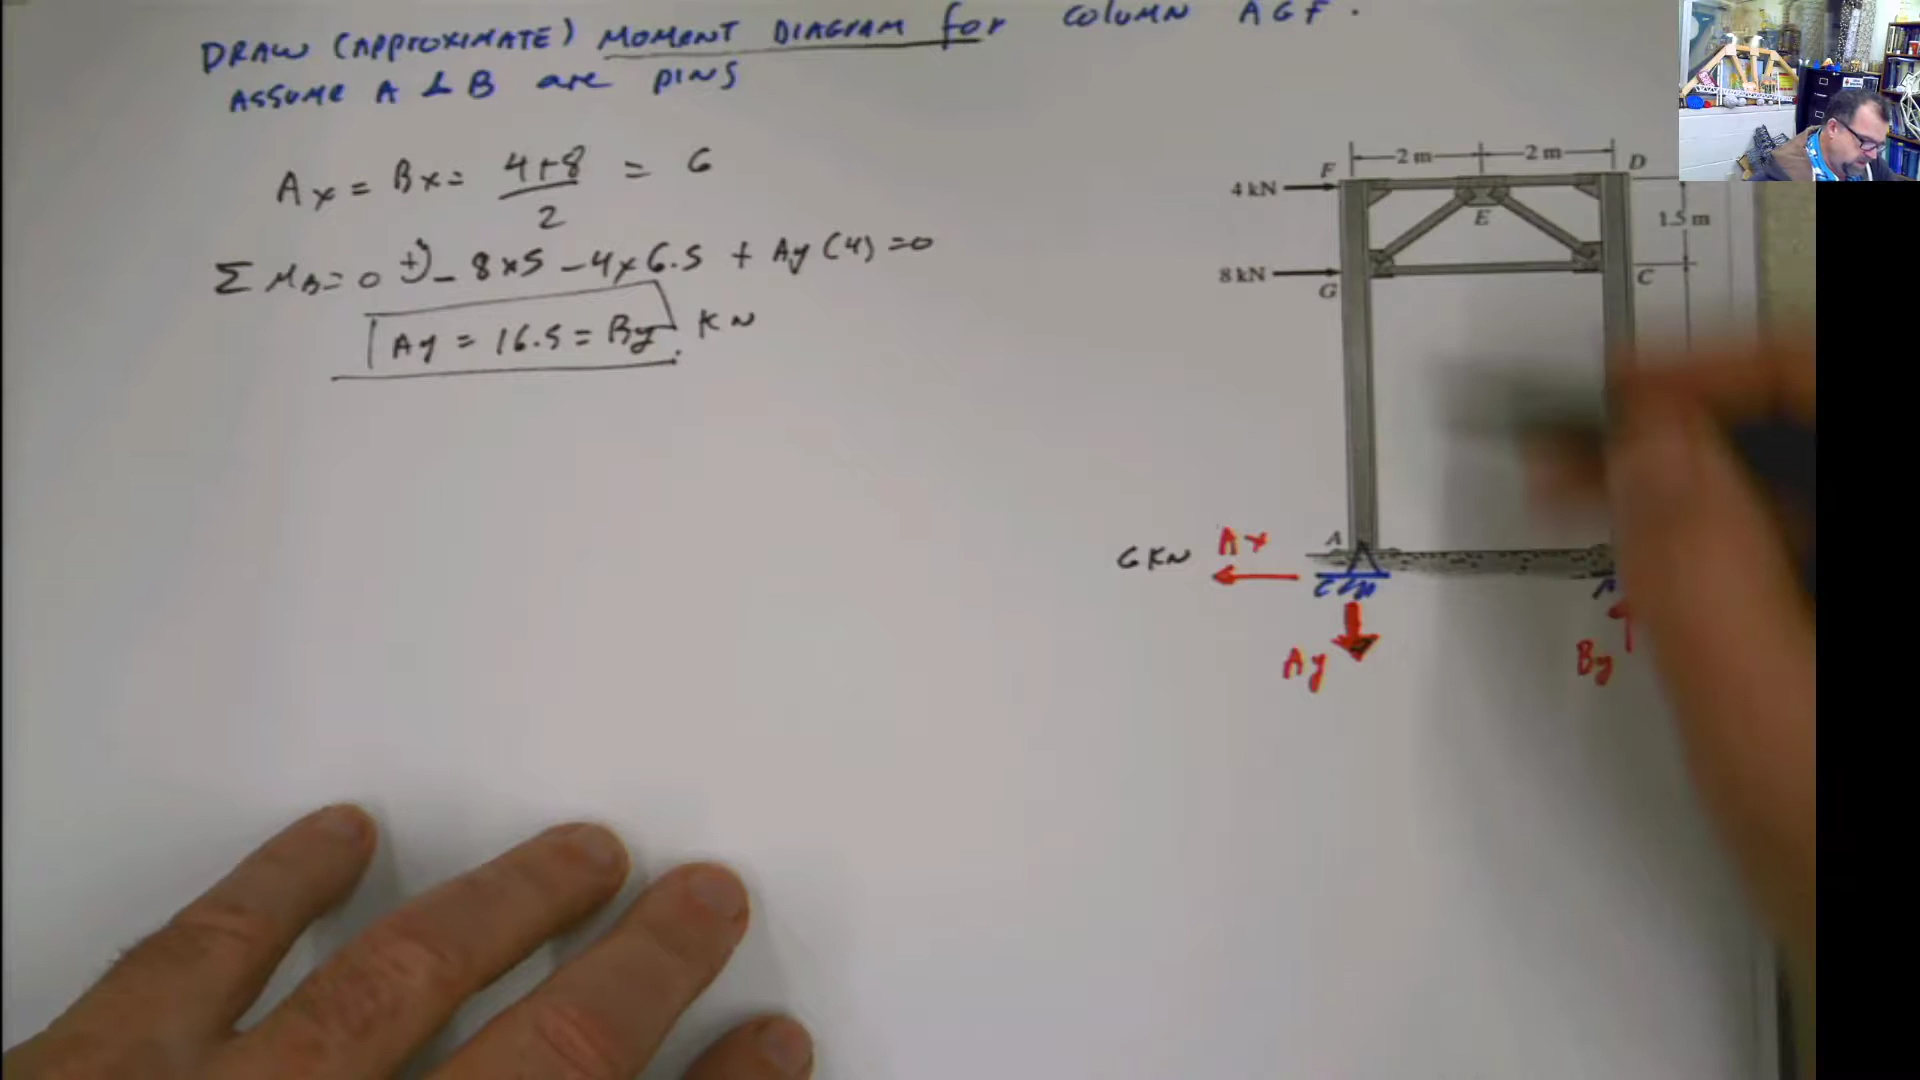 DRAW (APPROXIMATE) MOMENT DIAGRAM for COLUMN AGF.
ASSUME A & B are pins
Ax = Bx = 4+8 / 2 = 6
Σ MB = 0 +) - 8×5 - 4×6.5 + Ay (4) = 0
Ay = 16.5 = By. KN
F
2 m
2 m
D
4 kN
E
1.5 m
8 kN
G
C
A
6 KN
Ax
Ay
By